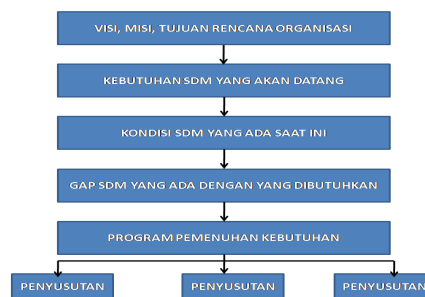 VISI, MISI, TUJUAN RENCANA ORGANISASI
KEBUTUHAN SDM YANG AKAN DATANG
KONDISI SDM YANG ADA SAAT INI
GAP SDM YANG ADA DENGAN YANG DIBUTUHKAN
PROGRAM PEMENUHAN KEBUTUHAN
PENYUSUTAN
PENYUSUTAN
PENYUSUTAN